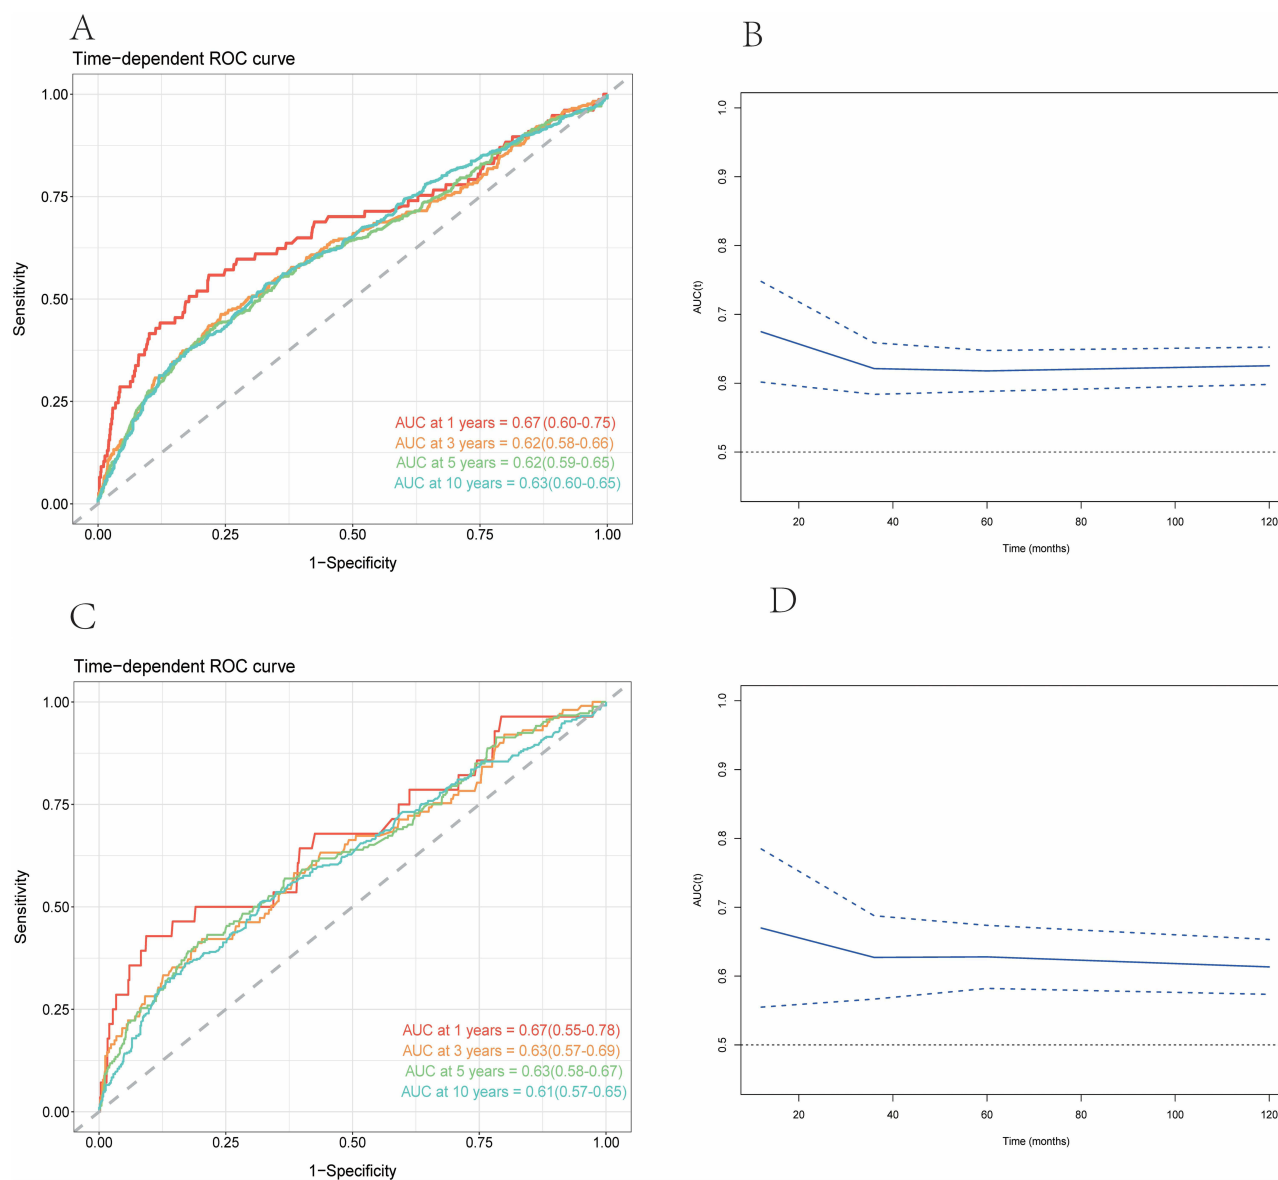 A
Time−dependent ROC curve
1.00
0.75
0.50
0.25
0.00
Sensitivity
AUC at 1 years = 0.67(0.60-0.75)
AUC at 3 years = 0.62(0.58-0.66)
AUC at 5 years = 0.62(0.59-0.65)
AUC at 10 years = 0.63(0.60-0.65)
0.00 0.25 0.50 0.75 1.00
1−Specificity
B
1.0
0.9
0.8
0.7
0.6
0.5
AUC(t)
20 40 60 80 100 120
Time (months)
C
Time−dependent ROC curve
1.00
0.75
0.50
0.25
0.00
Sensitivity
AUC at 1 years = 0.67(0.55-0.78)
AUC at 3 years = 0.63(0.57-0.69)
AUC at 5 years = 0.63(0.58-0.67)
AUC at 10 years = 0.61(0.57-0.65)
0.00 0.25 0.50 0.75 1.00
1−Specificity
D
1.0
0.9
0.8
0.7
0.6
0.5
AUC(t)
20 40 60 80 100 120
Time (months)